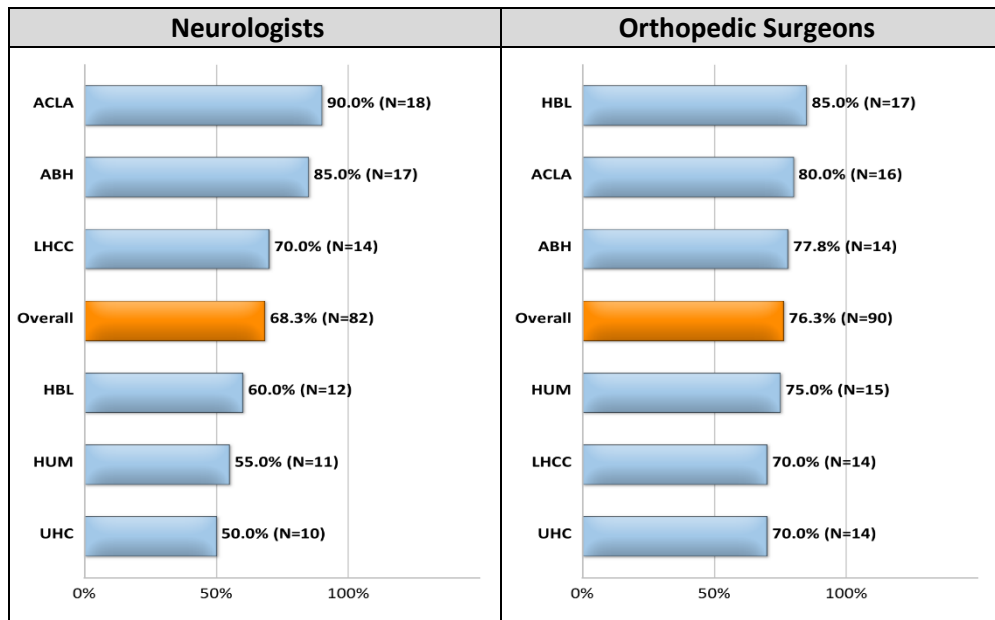 Neurologists
ACLA 90.0% (N=18)
ABH 85.0% (N=17)
LHCC 70.0% (N=14)
Overall 68.3% (N=82)
HBL 60.0% (N=12)
HUM 55.0% (N=11)
UHC 50.0% (N=10)
0% 50% 100%
Orthopedic Surgeons
HBL 85.0% (N=17)
ACLA 80.0% (N=16)
ABH 77.8% (N=14)
Overall 76.3% (N=90)
HUM 75.0% (N=15)
LHCC 70.0% (N=14)
UHC 70.0% (N=14)
0% 50% 100%